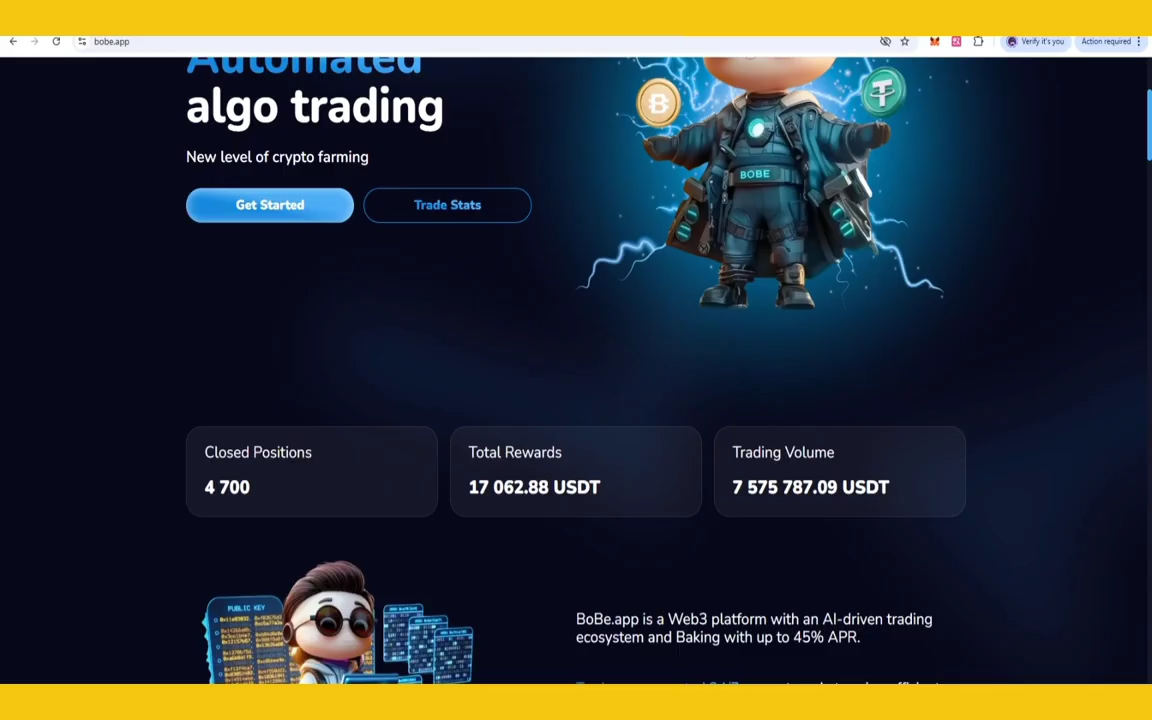 bobe.app
Verify it's you
Action required
Automated
algo trading
New level of crypto farming
Get Started
Trade Stats
BOBE
Closed Positions
4 700
Total Rewards
17 062.88 USDT
Trading Volume
7 575 787.09 USDT
PUBLIC KEY
BoBe.app is a Web3 platform with an AI-driven trading
ecosystem and Baking with up to 45% APR.